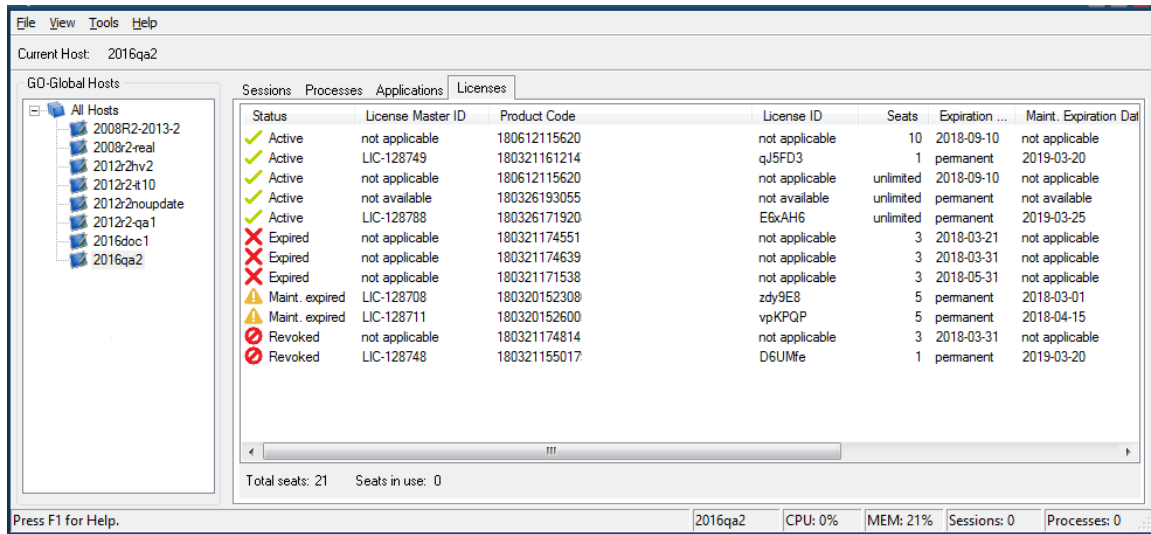 File View Tools Help
Current Host: 2016qa2
GO-Global Hosts
All Hosts
2008R2-2013-2
2008r2-real
2012r2hv2
2012r2-it10
2012r2noupdate
2012r2-qa1
2016doc1
2016qa2
Sessions Processes Applications Licenses
Status License Master ID Product Code License ID Seats Expiration ... Maint. Expiration Dat
Active not applicable 180612115620 not applicable 10 2018-09-10 not applicable
Active LIC-128749 180321161214 qJ5FD3 1 permanent 2019-03-20
Active not applicable 180612115620 not applicable unlimited 2018-09-10 not applicable
Active not available 180326193055 not available unlimited permanent not available
Active LIC-128788 180326171920 E6xAH6 unlimited permanent 2019-03-25
Expired not applicable 180321174551 not applicable 3 2018-03-21 not applicable
Expired not applicable 180321174639 not applicable 3 2018-03-31 not applicable
Expired not applicable 180321171538 not applicable 3 2018-05-31 not applicable
Maint. expired LIC-128708 180320152308 zdy9E8 5 permanent 2018-03-01
Maint. expired LIC-128711 180320152600 vpKPQP 5 permanent 2018-04-15
Revoked not applicable 180321174814 not applicable 3 2018-03-31 not applicable
Revoked LIC-128748 180321155017 D6UMfe 1 permanent 2019-03-20
Total seats: 21 Seats in use: 0
Press F1 for Help. 2016qa2 CPU: 0% MEM: 21% Sessions: 0 Processes: 0